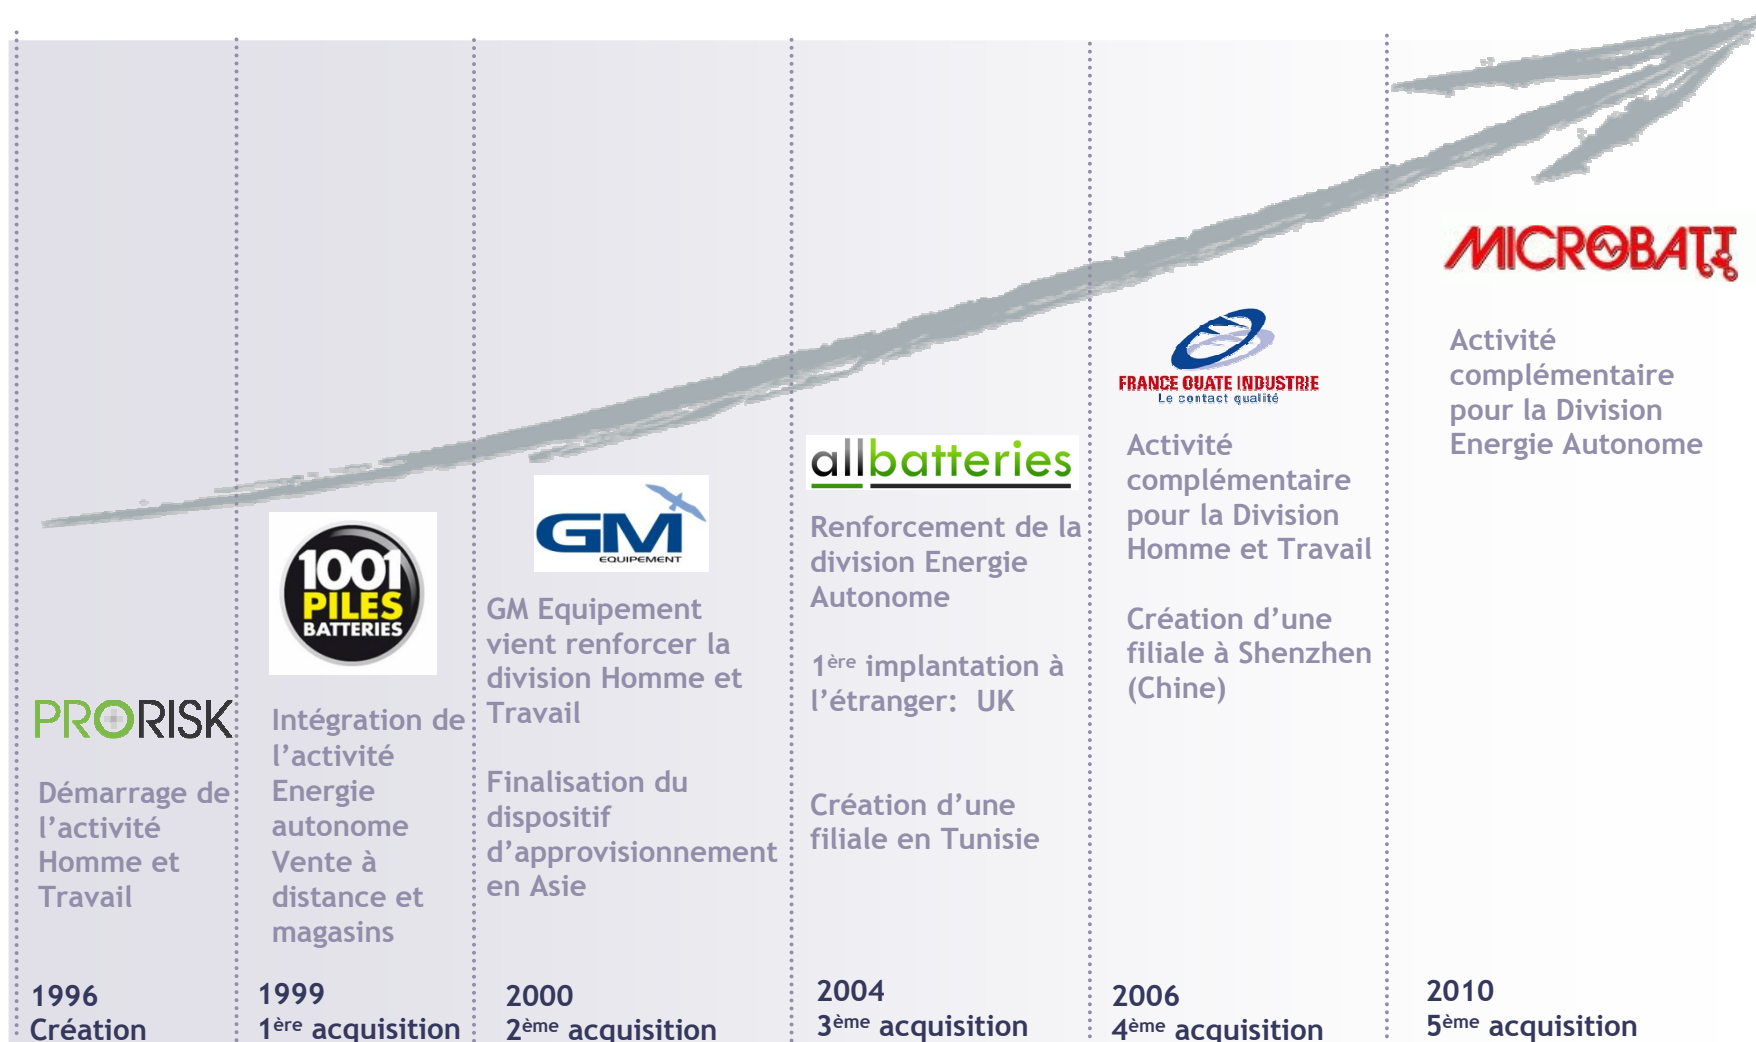 PRORISK
Démarrage de
l’activité
Homme et
Travail
1996
Création
1001
PILES
BATTERIES
Intégration de
l’activité
Energie
autonome
Vente à
distance et
magasins
1999
1ère acquisition
GM
EQUIPEMENT
GM Equipement
vient renforcer la
division Homme et
Travail
Finalisation du
dispositif
d’approvisionnement
en Asie
2000
2ème acquisition
allbatteries
Renforcement de la
division Energie
Autonome
1ère implantation à
l’étranger:  UK
Création d’une
filiale en Tunisie
2004
3ème acquisition
FRANCE OUATE INDUSTRIE
Le contact qualité
Activité
complémentaire
pour la Division
Homme et Travail
Création d’une
filiale à Shenzhen
(Chine)
2006
4ème acquisition
MICROBATT
Activité
complémentaire
pour la Division
Energie Autonome
2010
5ème acquisition